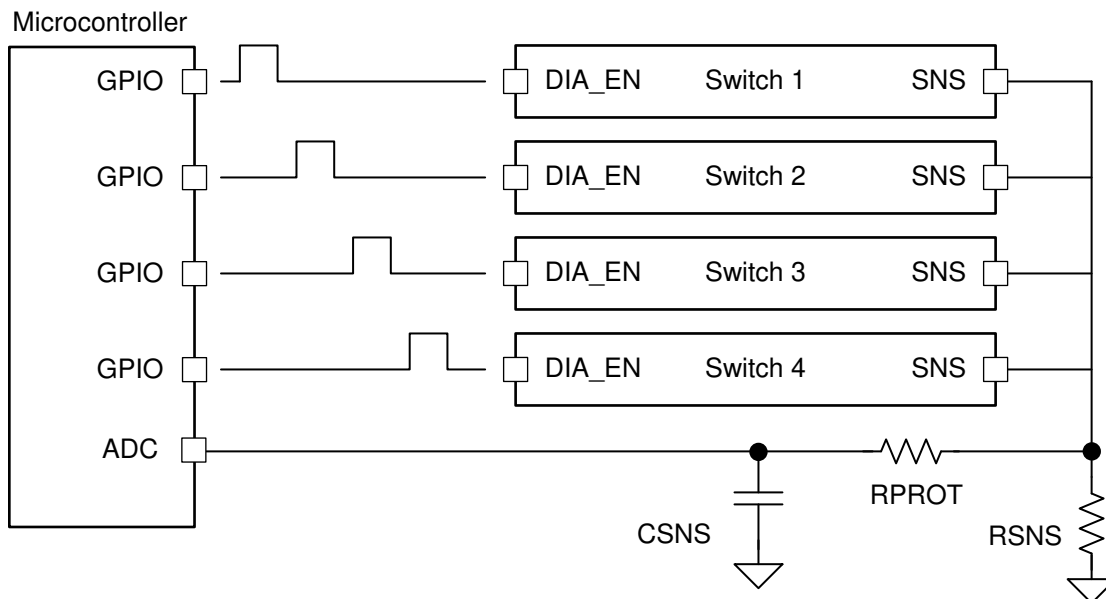 Microcontroller
GPIO DIA_EN Switch 1 SNS
GPIO DIA_EN Switch 2 SNS
GPIO DIA_EN Switch 3 SNS
GPIO DIA_EN Switch 4 SNS
ADC
RPROT
CSNS
RSNS